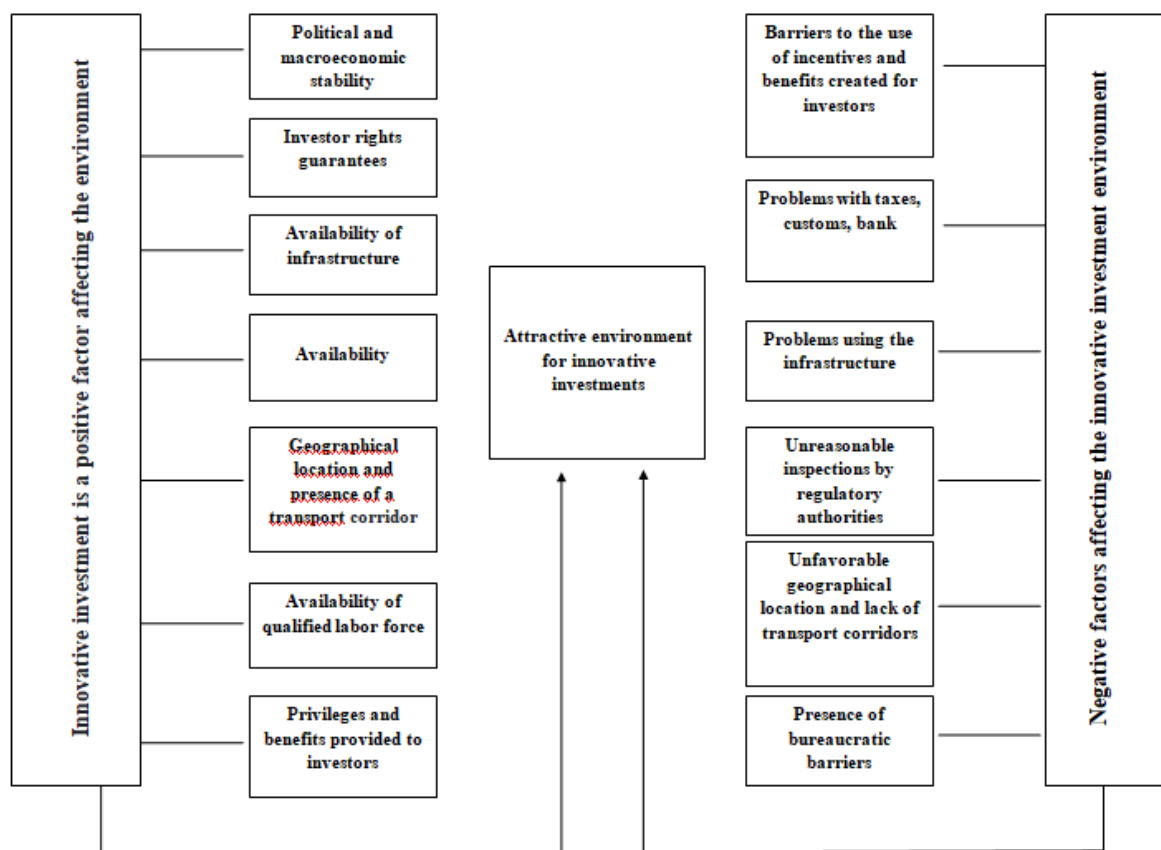 Innovative investment is a positive factor affecting the environment
Political and
macroeconomic
stability
Investor rights
guarantees
Availability of
infrastructure
Availability
Geographical
location and
presence of a
transport corridor
Availability of
qualified labor force
Privileges and
benefits provided to
investors
Attractive environment
for innovative
investments
Barriers to the use
of incentives and
benefits created for
investors
Problems with taxes,
customs, bank
Problems using the
infrastructure
Unreasonable
inspections by
regulatory
authorities
Unfavorable
geographical
location and lack of
transport corridors
Presence of
bureaucratic
barriers
Negative factors affecting the innovative investment environment